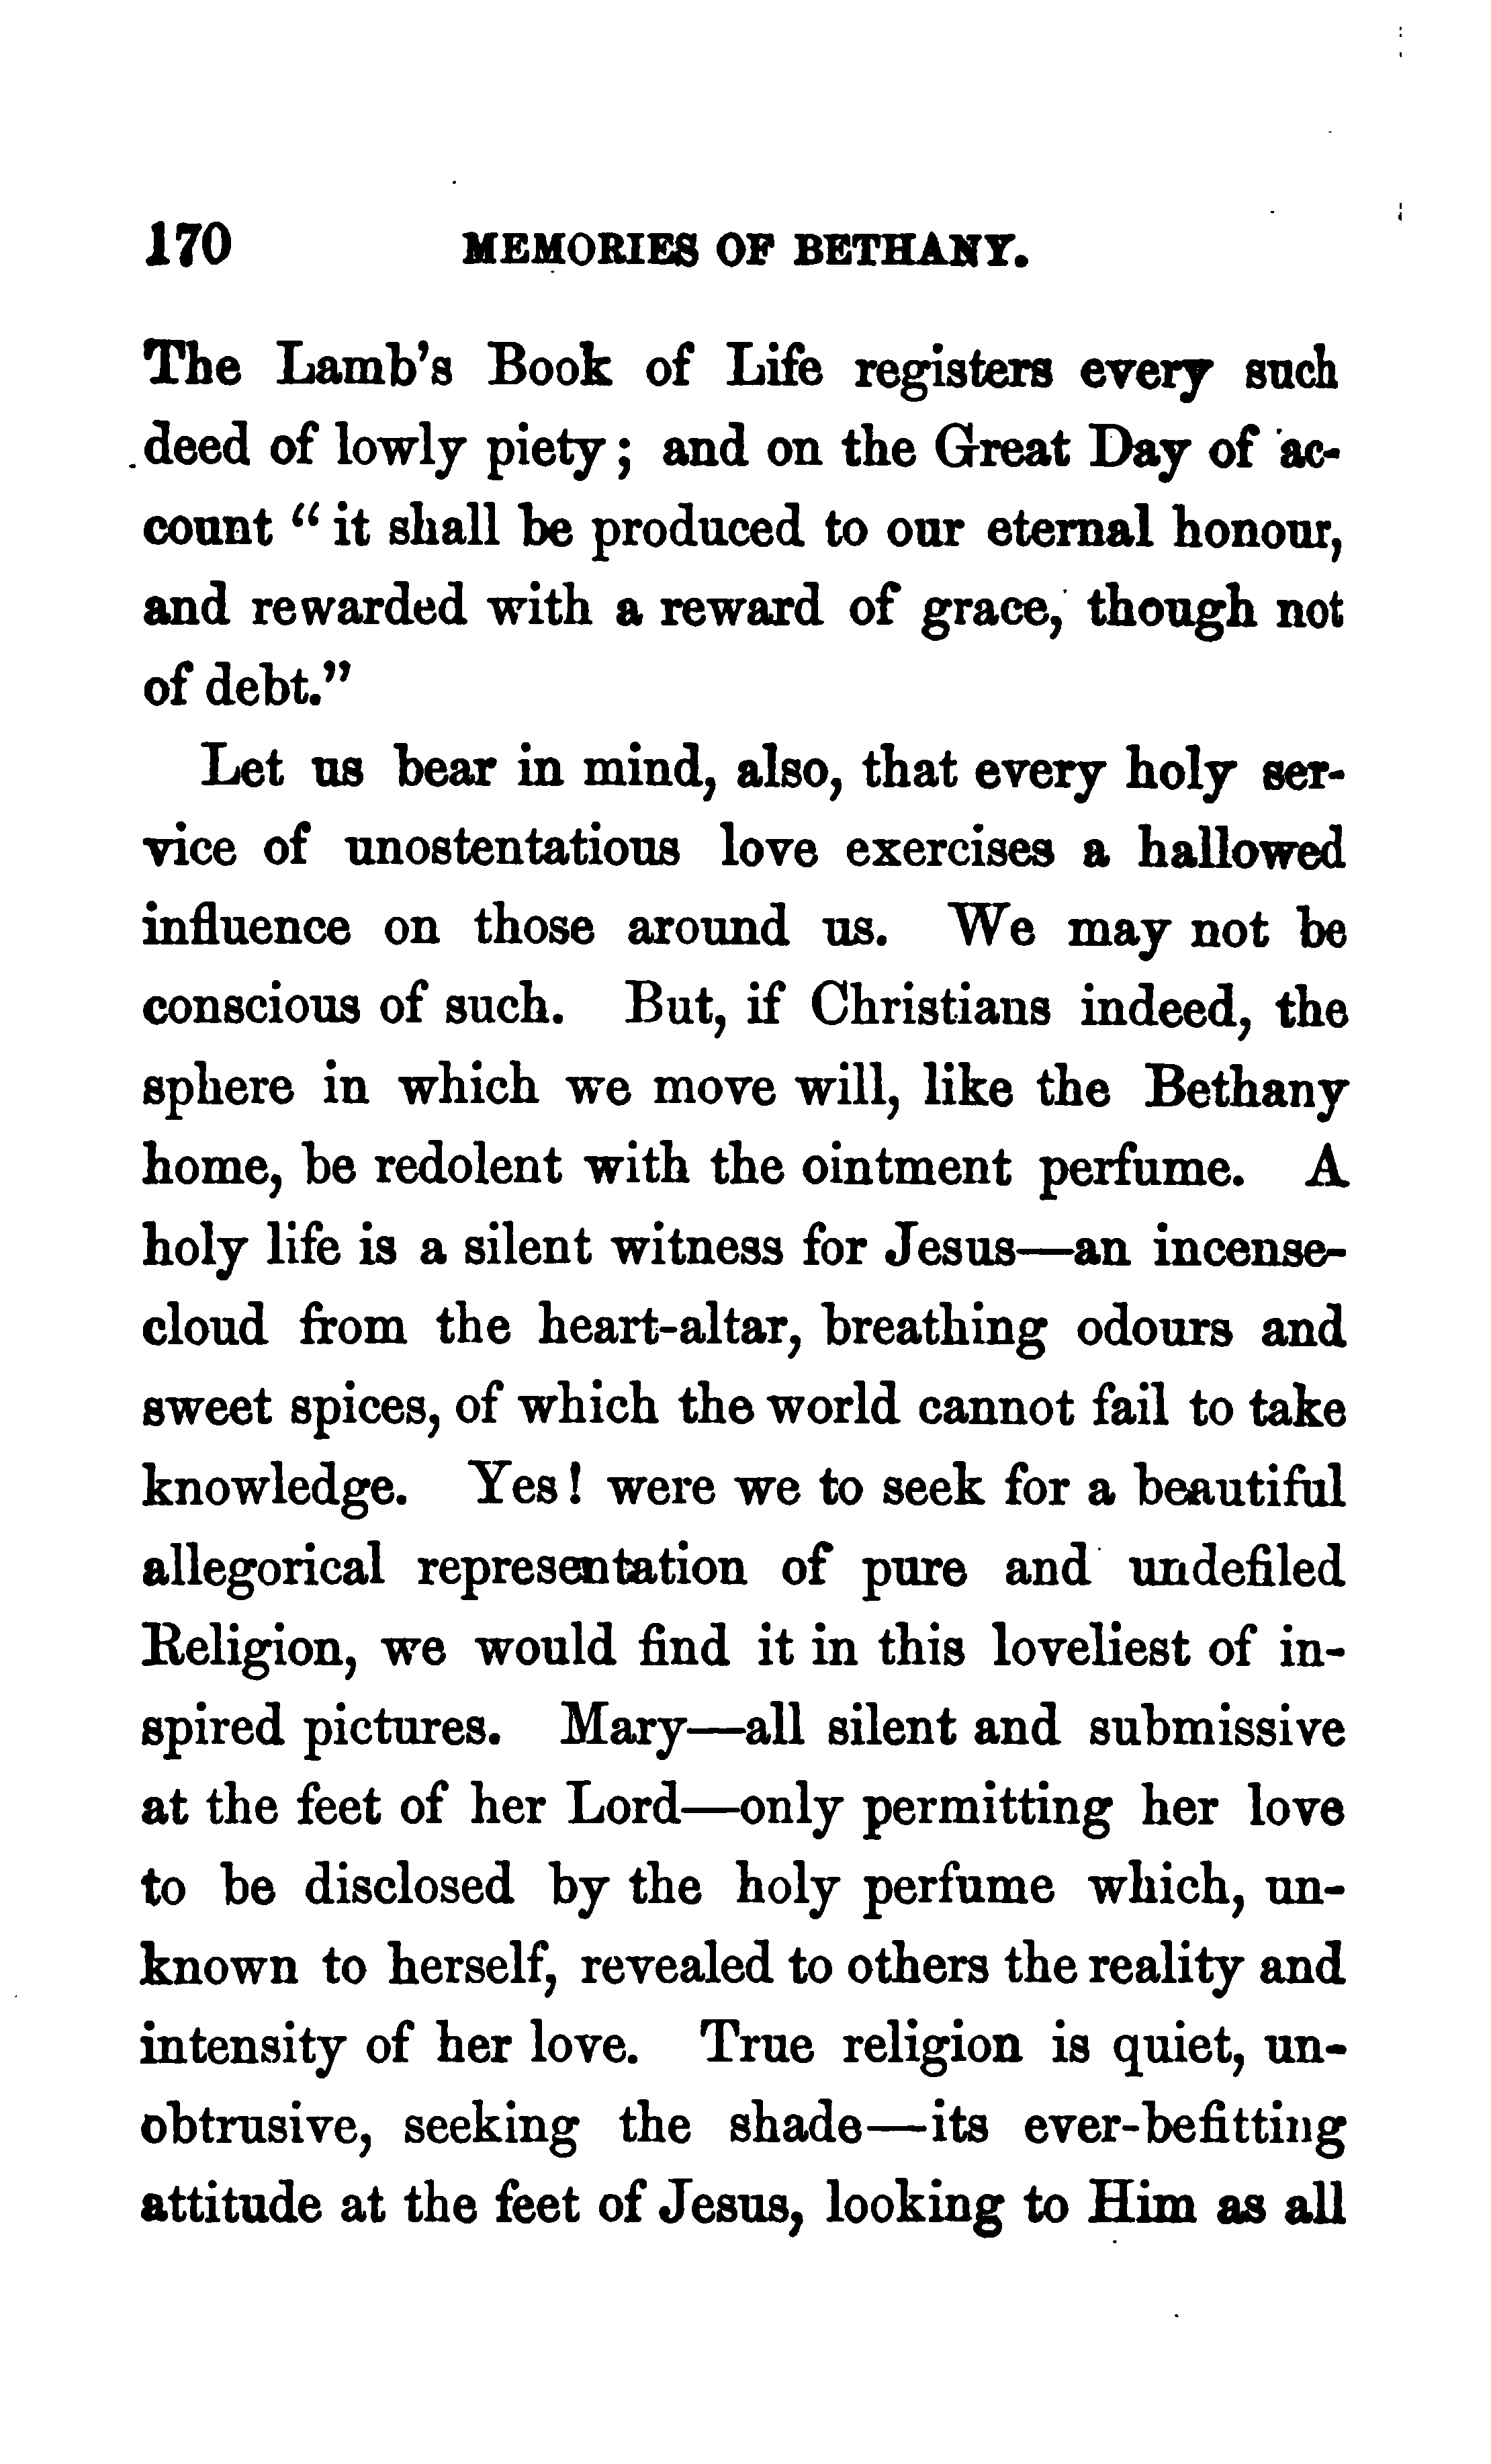 170 MEMORIES OF BETHANY.
The Lamb's Book of Life registers every such
deed of lowly piety; and on the Great Day of ac-
count "it shall be produced to our eternal honour,
and rewarded with a reward of grace, though not
of debt."
Let us bear in mind, also, that every holy ser-
vice of unostentatious love exercises a hallowed
influence on those around us. We may not be
conscious of such. But, if Christians indeed, the
sphere in which we move will, like the Bethany
home, be redolent with the ointment perfume. A
holy life is a silent witness for Jesus—an incense-
cloud from the heart-altar, breathing odours and
sweet spices, of which the world cannot fail to take
knowledge. Yes! were we to seek for a beautiful
allegorical representation of pure and undefiled
Religion, we would find it in this loveliest of in-
spired pictures. Mary—all silent and submissive
at the feet of her Lord—only permitting her love
to be disclosed by the holy perfume which, un-
known to herself, revealed to others the reality and
intensity of her love. True religion is quiet, un-
obtrusive, seeking the shade—its ever-befitting
attitude at the feet of Jesus, looking to Him as all